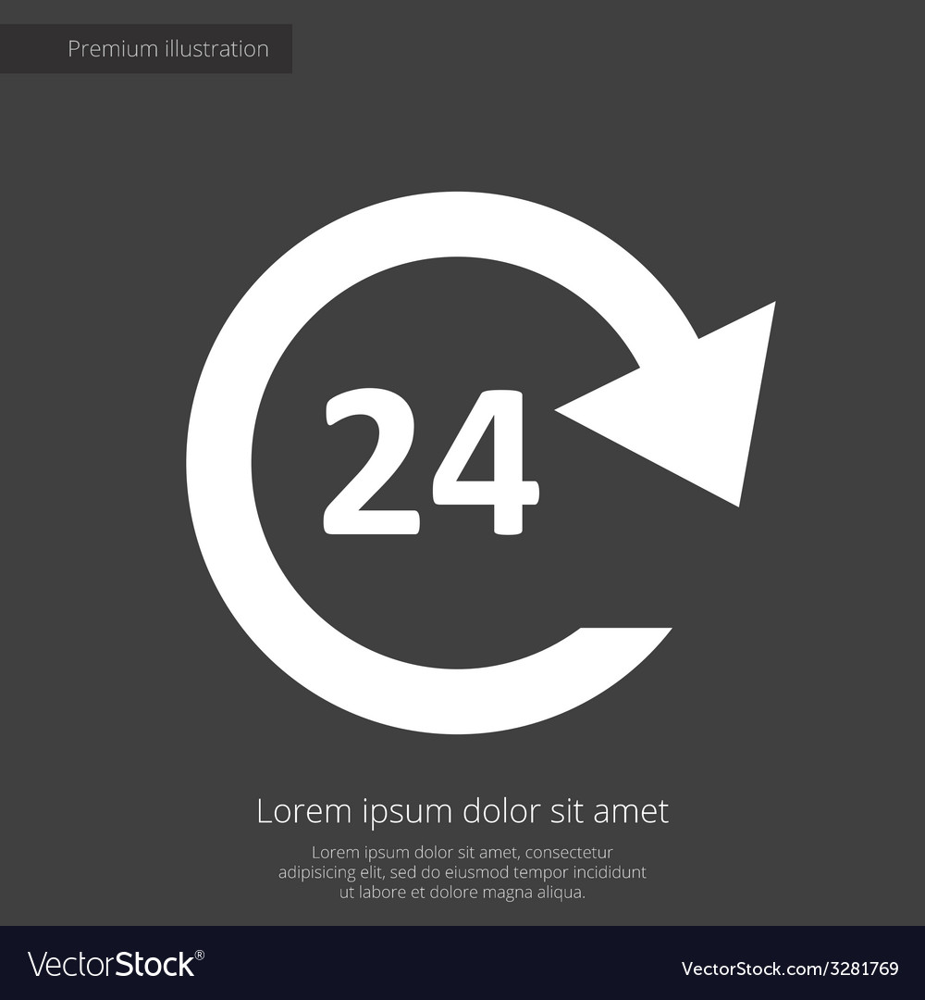 Premium illustration
24
Lorem ipsum dolor sit amet
Lorem ipsum dolor sit amet, consectetur
adipisicing elit, sed do eiusmod tempor incididunt
ut labore et dolore magna aliqua.
VectorStock®
VectorStock.com/3281769